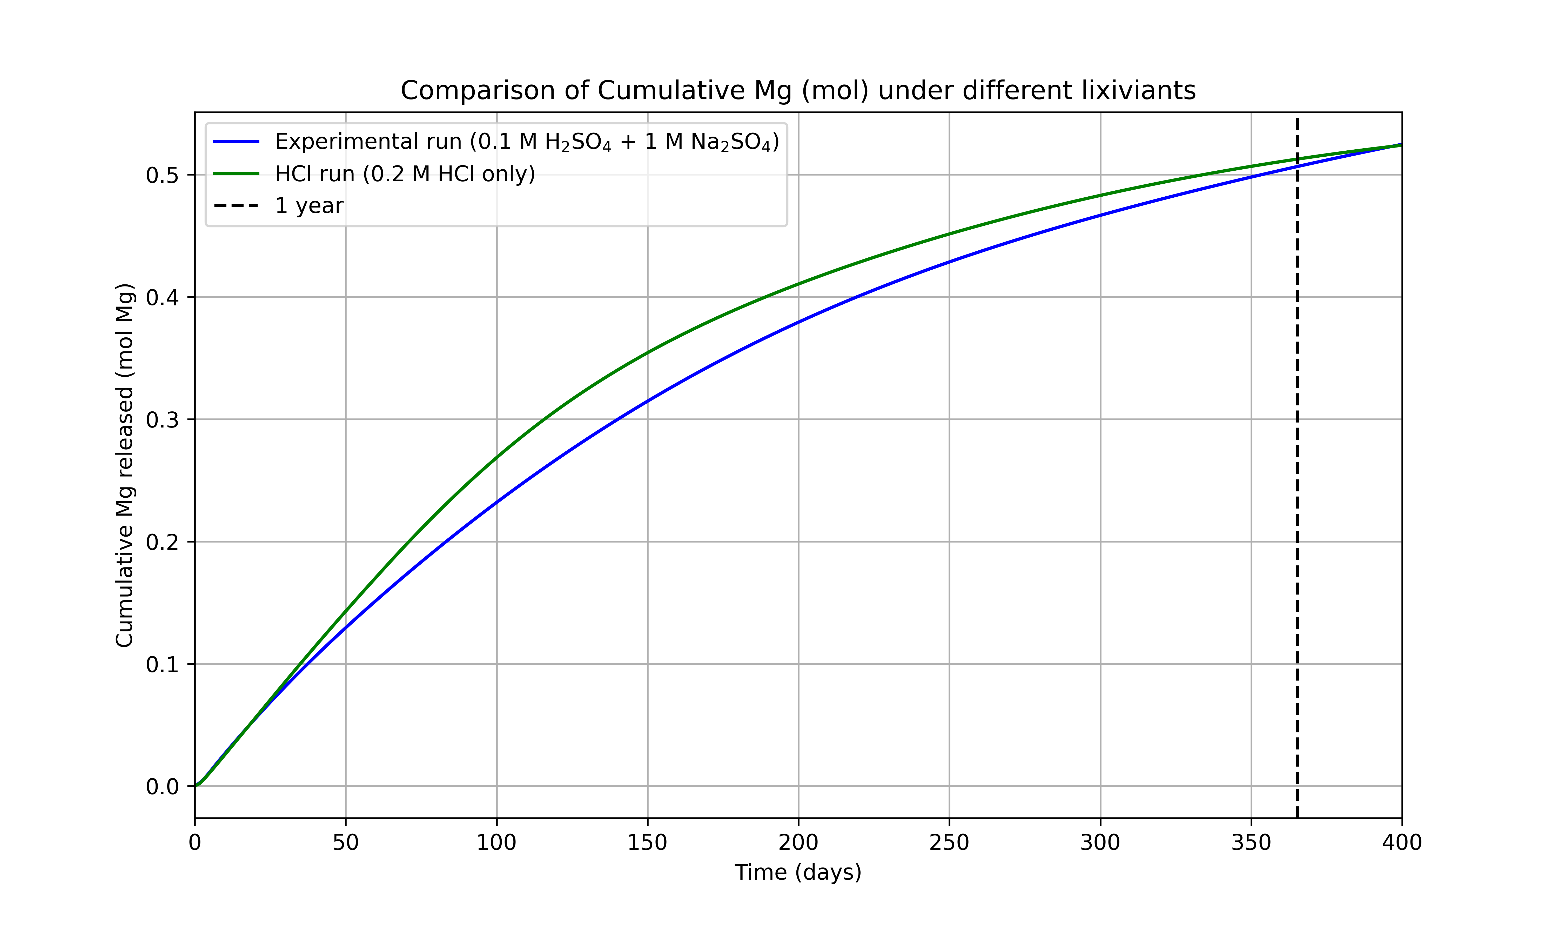 Comparison of Cumulative Mg (mol) under different lixiviants
Experimental run (0.1 M H₂SO₄ + 1 M Na₂SO₄)
HCl run (0.2 M HCl only)
1 year
Cumulative Mg released (mol Mg)
0.5
0.4
0.3
0.2
0.1
0.0
0 50 100 150 200 250 300 350 400
Time (days)